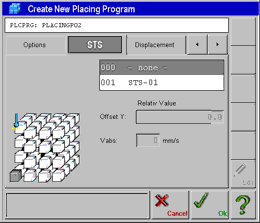 Create New Placing Program
PLCPRG: PLACINGPG2
Options STS Displacement
000 - none -
001 STS-01
Relativ Value
Offset Y: 0.0
Vabs: 0 mm/s
Cancel Ok ?